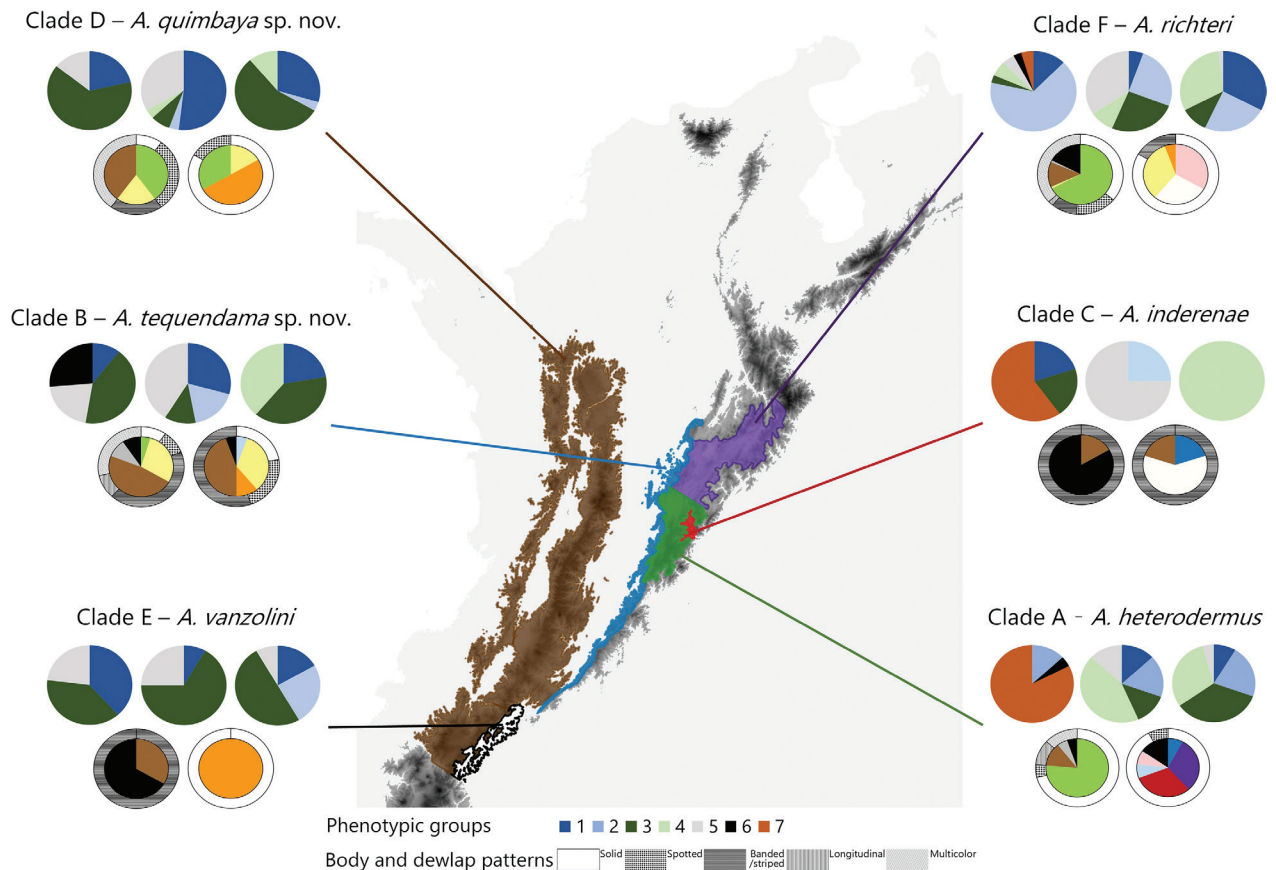 Clade D – A. quimbaya sp. nov.
Clade F – A. richteri
Clade B – A. tequendama sp. nov.
Clade C – A. inderenae
Clade E – A. vanzolini
Clade A - A. heterodermus
Phenotypic groups 1 2 3 4 5 6 7
Body and dewlap patterns Solid Spotted Banded /striped Longitudinal Multicolor